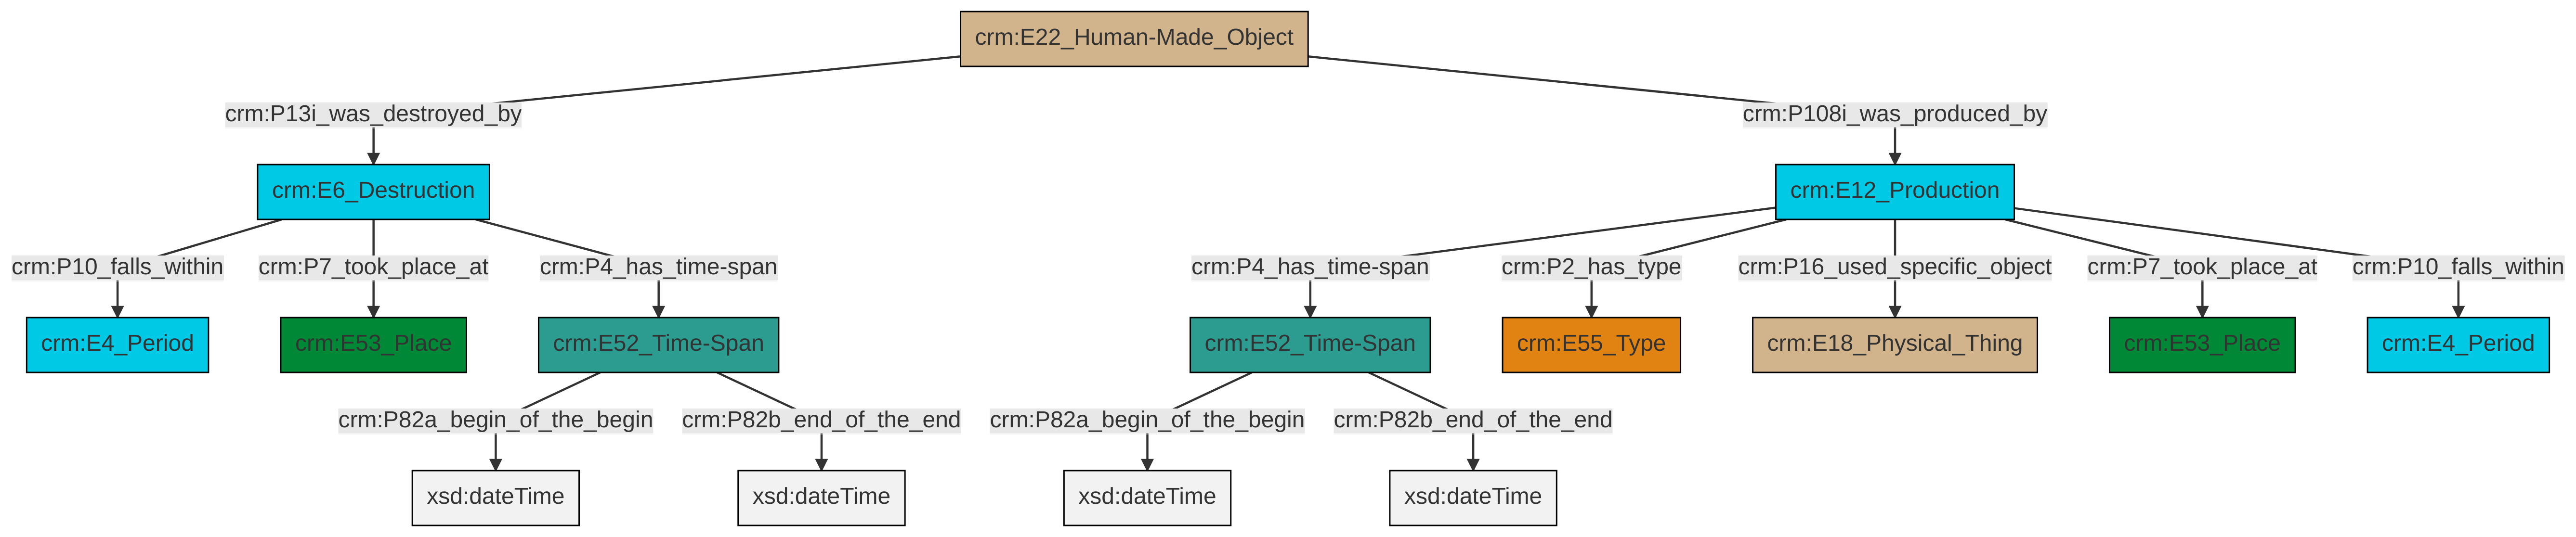 crm:E22_Human-Made_Object
crm:P13i_was_destroyed_by
crm:P108i_was_produced_by
crm:E6_Destruction
crm:E12_Production
crm:P10_falls_within
crm:P7_took_place_at
crm:P4_has_time-span
crm:P4_has_time-span
crm:P2_has_type
crm:P16_used_specific_object
crm:P7_took_place_at
crm:P10_falls_within
crm:E4_Period
crm:E53_Place
crm:E52_Time-Span
crm:E52_Time-Span
crm:E55_Type
crm:E18_Physical_Thing
crm:E53_Place
crm:E4_Period
crm:P82a_begin_of_the_begin
crm:P82b_end_of_the_end
crm:P82a_begin_of_the_begin
crm:P82b_end_of_the_end
xsd:dateTime
xsd:dateTime
xsd:dateTime
xsd:dateTime